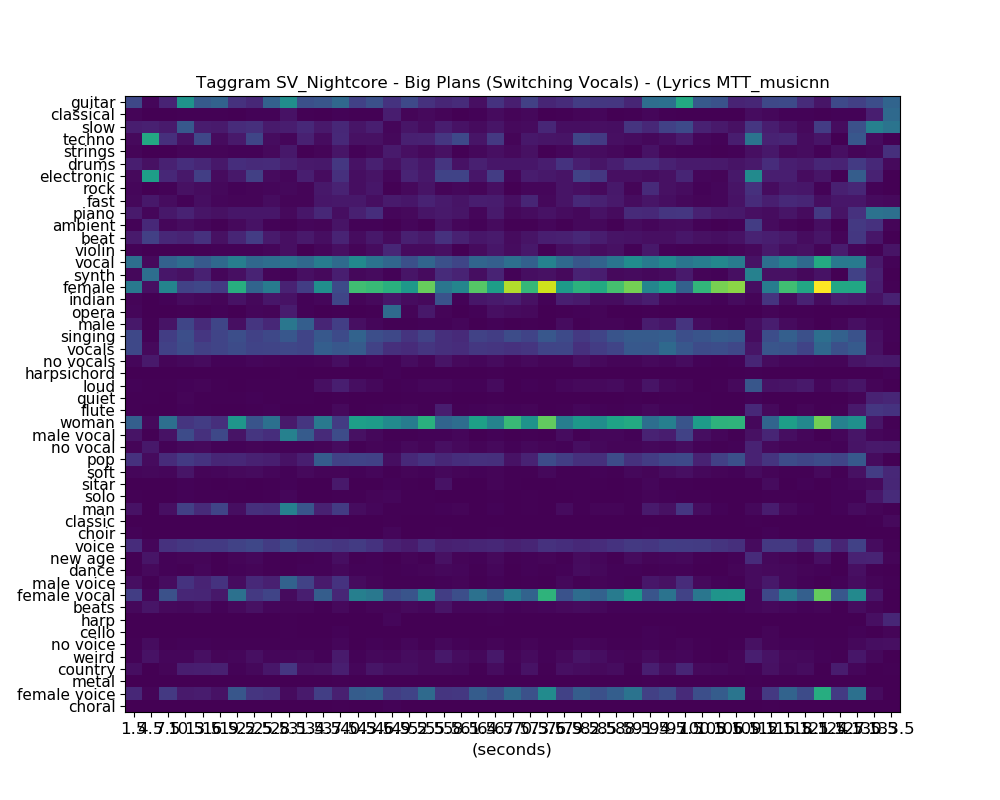 Taggram SV_Nightcore - Big Plans (Switching Vocals) - (Lyrics MTT_musicnn
guitar
classical
slow
techno
strings
drums
electronic
rock
fast
piano
ambient
beat
violin
vocal
synth
female
indian
opera
male
singing
vocals
no vocals
harpsichord
loud
quiet
flute
woman
male vocal
no vocal
pop
soft
sitar
solo
man
classic
choir
voice
new age
dance
male voice
female vocal
beats
harp
cello
no voice
weird
country
metal
female voice
choral
(seconds)